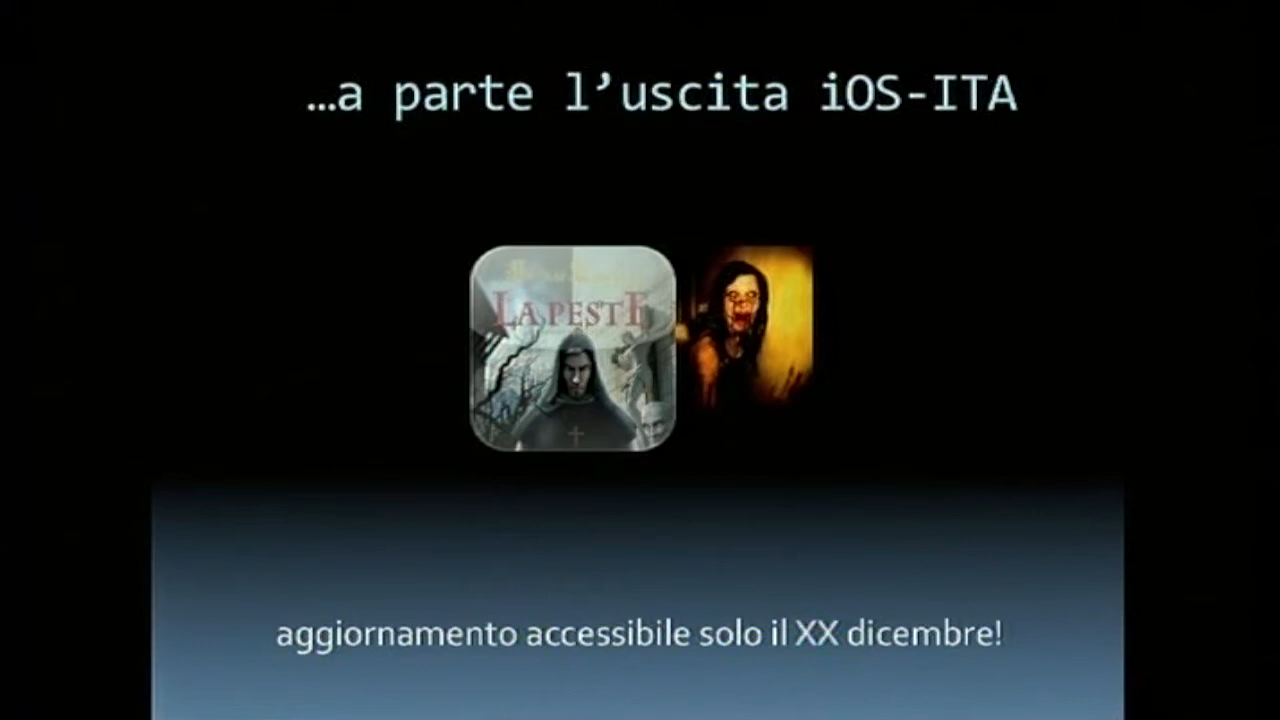 …a parte l’uscita iOS-ITA
LA PESTE
aggiornamento accessibile solo il XX dicembre!